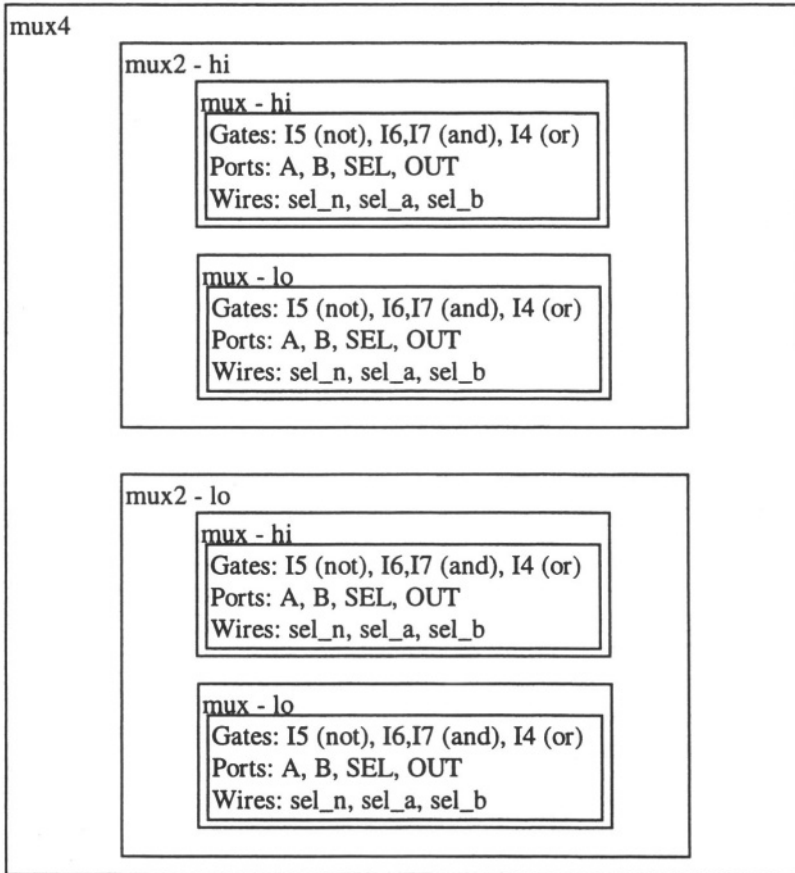 mux4
mux2 - hi
mux - hi
Gates: I5 (not), I6,I7 (and), I4 (or)
Ports: A, B, SEL, OUT
Wires: sel_n, sel_a, sel_b
mux - lo
Gates: I5 (not), I6,I7 (and), I4 (or)
Ports: A, B, SEL, OUT
Wires: sel_n, sel_a, sel_b
mux2 - lo
mux - hi
Gates: I5 (not), I6,I7 (and), I4 (or)
Ports: A, B, SEL, OUT
Wires: sel_n, sel_a, sel_b
mux - lo
Gates: I5 (not), I6,I7 (and), I4 (or)
Ports: A, B, SEL, OUT
Wires: sel_n, sel_a, sel_b